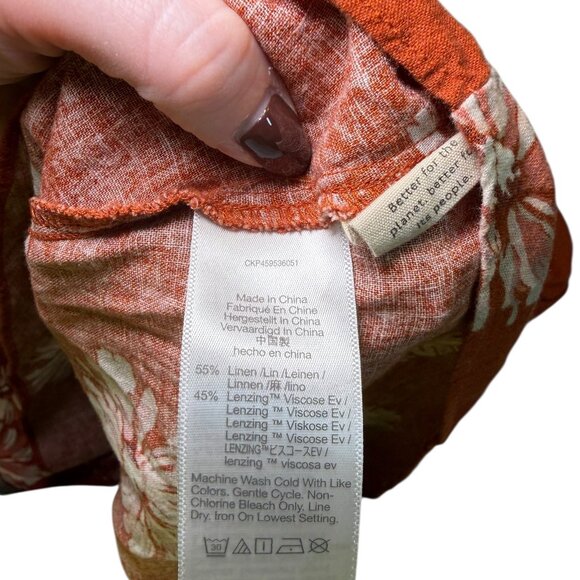 Better for the
planet, better fo
its people.
CKP459536051
Made In China
Fabriqué En Chine
Hergestellt In China
Vervaardigd In China
中国製
hecho en china
55% Linen /Lin /Leinen /
Linnen /麻 /lino
45% Lenzing™ Viscose Ev /
Lenzing ™ Viscose Ev /
Lenzing ™ Viskose Ev /
Lenzing ™ Viscose Ev /
LENZING™ビスコースEV /
lenzing ™ viscosa ev
Machine Wash Cold With Like
Colors. Gentle Cycle. Non-
Chlorine Bleach Only, Line
Dry. Iron On Lowest Setting.
30